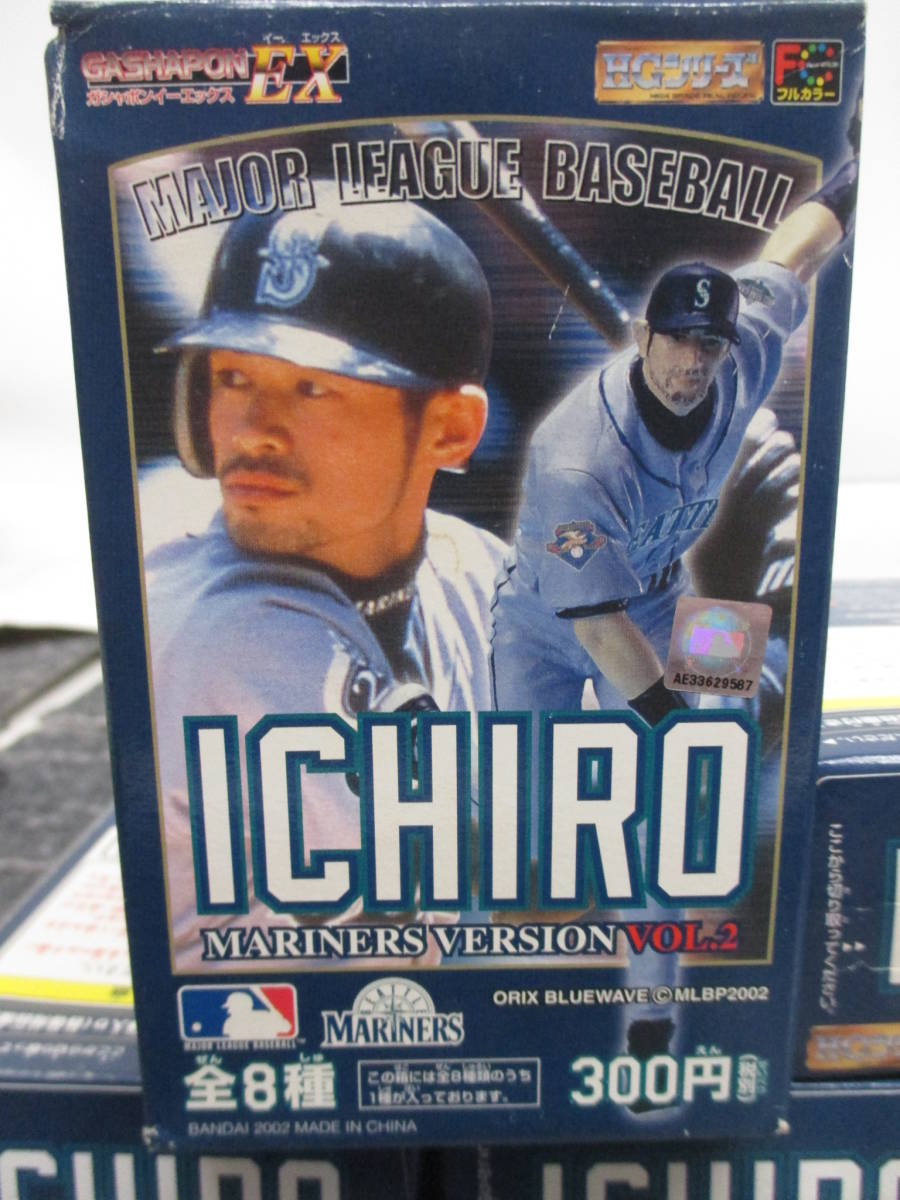 イー エックス
GASHAPON EX
ガシャポンイーエックス
HGシリーズ
F
フルカラー
MAJOR LEAGUE BASEBALL
S
S
AE33629587
ICHIRO
MARINERS VERSION VOL.2
MAJOR LEAGUE BASEBALL
SEATTLE
MARINERS
ORIX BLUEWAVE ©MLBP2002
ぜん しゅ
全8種
この箱には全8種類のうち
1種が入っております。
えん
300円
BANDAI 2002 MADE IN CHINA
ICHIRO
ICHIRO